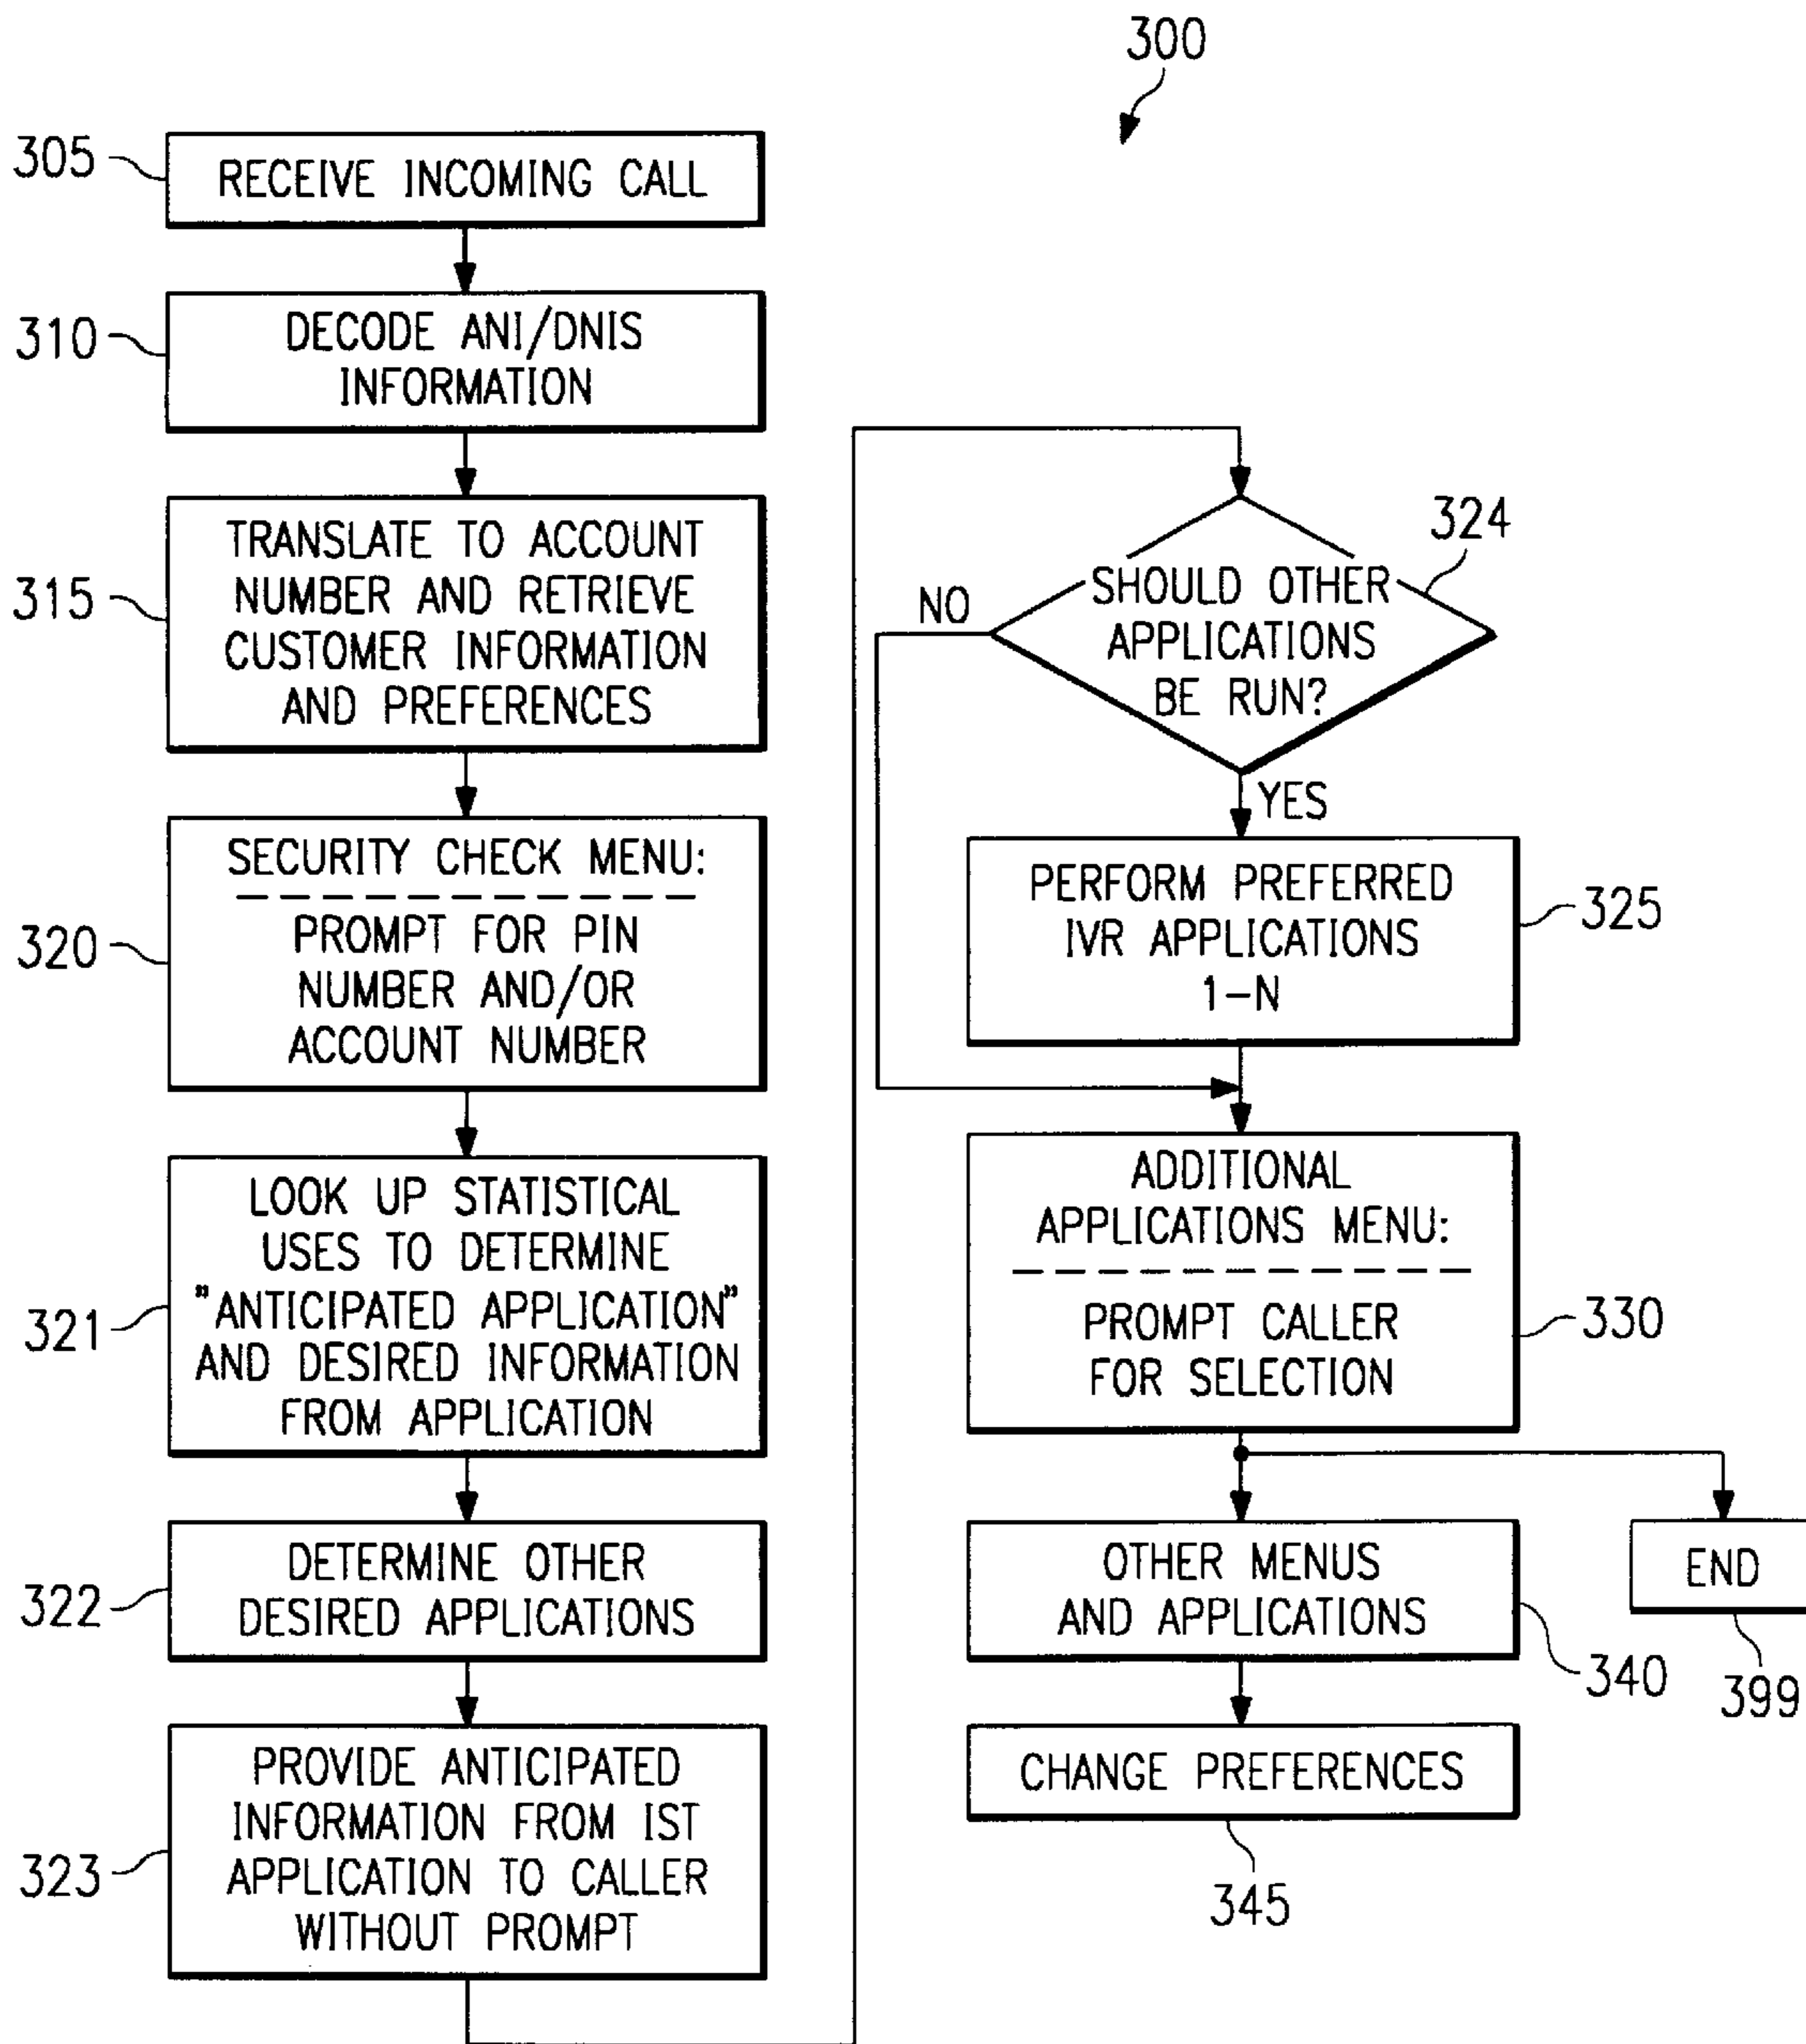 300
305
RECEIVE INCOMING CALL
310
DECODE ANI/DNIS
INFORMATION
315
TRANSLATE TO ACCOUNT
NUMBER AND RETRIEVE
CUSTOMER INFORMATION
AND PREFERENCES
320
SECURITY CHECK MENU:
PROMPT FOR PIN
NUMBER AND/OR
ACCOUNT NUMBER
321
LOOK UP STATISTICAL
USES TO DETERMINE
"ANTICIPATED APPLICATION"
AND DESIRED INFORMATION
FROM APPLICATION
322
DETERMINE OTHER
DESIRED APPLICATIONS
323
PROVIDE ANTICIPATED
INFORMATION FROM IST
APPLICATION TO CALLER
WITHOUT PROMPT
324
SHOULD OTHER
APPLICATIONS
BE RUN?
NO
YES
PERFORM PREFERRED
IVR APPLICATIONS
1-N
325
ADDITIONAL
APPLICATIONS MENU:
PROMPT CALLER
FOR SELECTION
330
OTHER MENUS
AND APPLICATIONS
340
END
399
CHANGE PREFERENCES
345